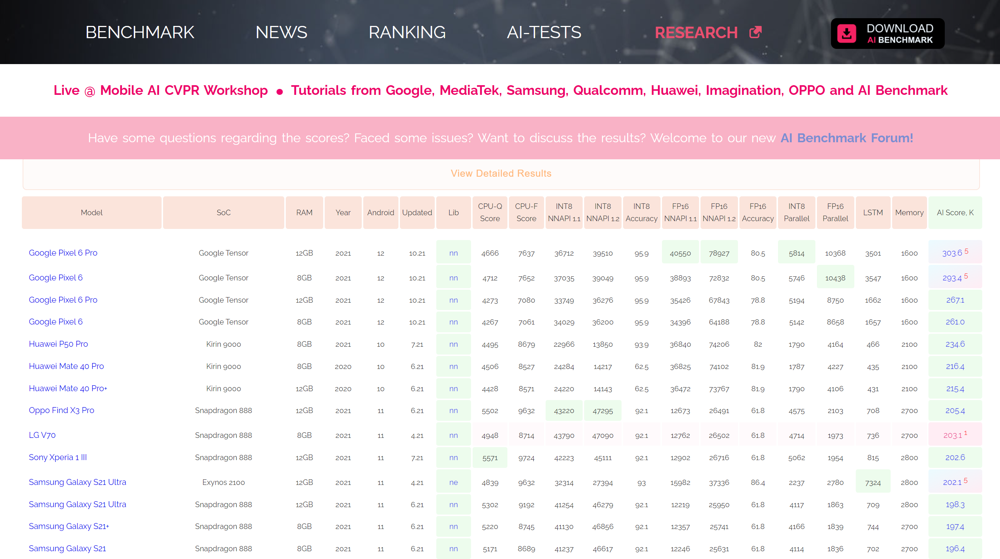 BENCHMARK NEWS RANKING AI-TESTS RESEARCH DOWNLOAD
AI BENCHMARK
Live @ Mobile AI CVPR Workshop ● Tutorials from Google, MediaTek, Samsung, Qualcomm, Huawei, Imagination, OPPO and AI Benchmark
Have some questions regarding the scores? Faced some issues? Want to discuss the results? Welcome to our new AI Benchmark Forum!
View Detailed Results
Model SoC RAM Year Android Updated Lib CPU-Q Score CPU-F Score INT8 NNAPI 1.1 INT8 NNAPI 1.2 INT8 Accuracy FP16 NNAPI 1.1 FP16 NNAPI 1.2 FP16 Accuracy INT8 Parallel FP16 Parallel LSTM Memory AI Score, K
Google Pixel 6 Pro Google Tensor 12GB 2021 12 10.21 nn 4666 7637 36712 39510 95.9 40550 78927 80.5 5814 10368 3501 1600 303.6 5
Google Pixel 6 Google Tensor 8GB 2021 12 10.21 nn 4712 7652 37035 39049 95.9 38893 72832 80.5 5746 10438 3547 1600 293.4 5
Google Pixel 6 Pro Google Tensor 12GB 2021 12 10.21 nn 4273 7080 33749 36276 95.9 35426 67843 78.8 5194 8750 1662 1600 267.1
Google Pixel 6 Google Tensor 8GB 2021 12 10.21 nn 4267 7061 34029 36200 95.9 34396 64188 78.8 5142 8658 1657 1600 261.0
Huawei P50 Pro Kirin 9000 8GB 2021 10 7.21 nn 4495 8679 22966 13850 93.9 36840 74206 82 1790 4164 466 2100 234.6
Huawei Mate 40 Pro Kirin 9000 8GB 2020 10 6.21 nn 4506 8527 24284 14217 62.5 36825 74102 81.9 1787 4227 435 2100 216.4
Huawei Mate 40 Pro+ Kirin 9000 12GB 2020 10 6.21 nn 4428 8571 24220 14143 62.5 36472 73767 81.9 1790 4106 431 2100 215.4
Oppo Find X3 Pro Snapdragon 888 12GB 2021 11 6.21 nn 5502 9632 43220 47295 92.1 12673 26491 61.8 4575 2103 708 2700 205.4
LG V70 Snapdragon 888 8GB 2021 11 4.21 nn 4948 8714 43790 47090 92.1 12762 26502 61.8 4714 1973 736 2700 203.1 1
Sony Xperia 1 III Snapdragon 888 12GB 2021 11 7.21 nn 5571 9724 42223 45111 92.1 12902 26716 61.8 5062 1954 815 2800 202.6
Samsung Galaxy S21 Ultra Exynos 2100 12GB 2021 11 4.21 ne 4839 9632 32314 27394 93 15982 37336 86.4 2237 2780 7324 2800 202.1 5
Samsung Galaxy S21 Ultra Snapdragon 888 12GB 2021 11 6.21 nn 5302 9192 41254 46279 92.1 12219 25950 61.8 4117 1863 709 2800 198.3
Samsung Galaxy S21+ Snapdragon 888 8GB 2021 11 6.21 nn 5220 8745 41130 46856 92.1 12357 25741 61.8 4166 1839 744 2700 197.4
Samsung Galaxy S21 Snapdragon 888 8GB 2021 11 6.21 nn 5171 8689 41237 46617 92.1 12246 25631 61.8 4114 1836 702 2700 196.4